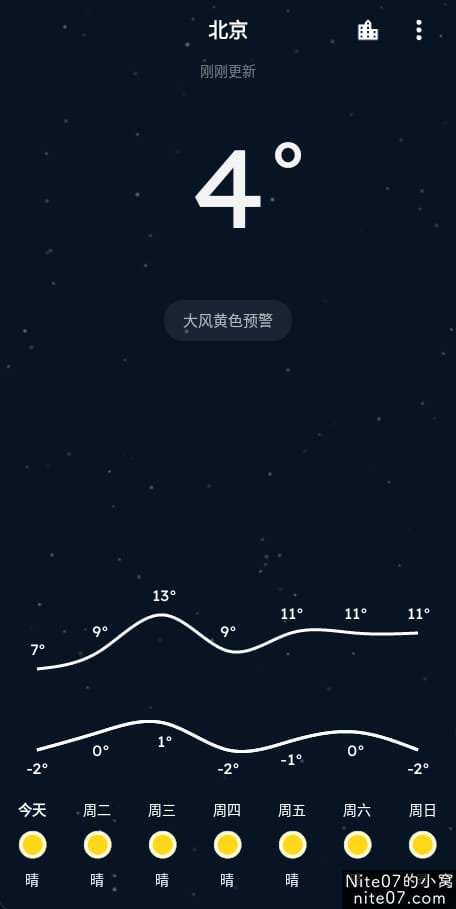 北京
刚刚更新
4°
大风黄色预警
7° 9° 13° 9° 11° 11° 11°
-2° 0° 1° -2° -1° 0° -2°
今天 周二 周三 周四 周五 周六 周日
晴 晴 晴 晴 晴
Nite07的小窝
nite07.com